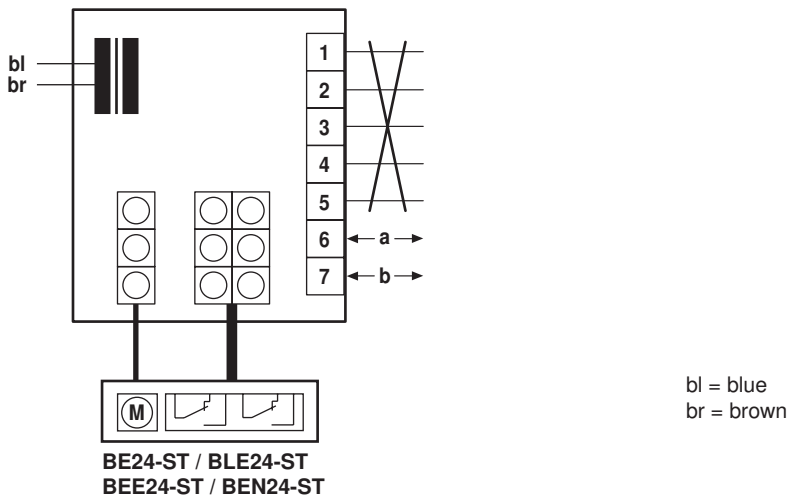 bl
br
1
2
3
4
5
6
7
a
b
M
BE24-ST / BLE24-ST
BEE24-ST / BEN24-ST
bl = blue
br = brown